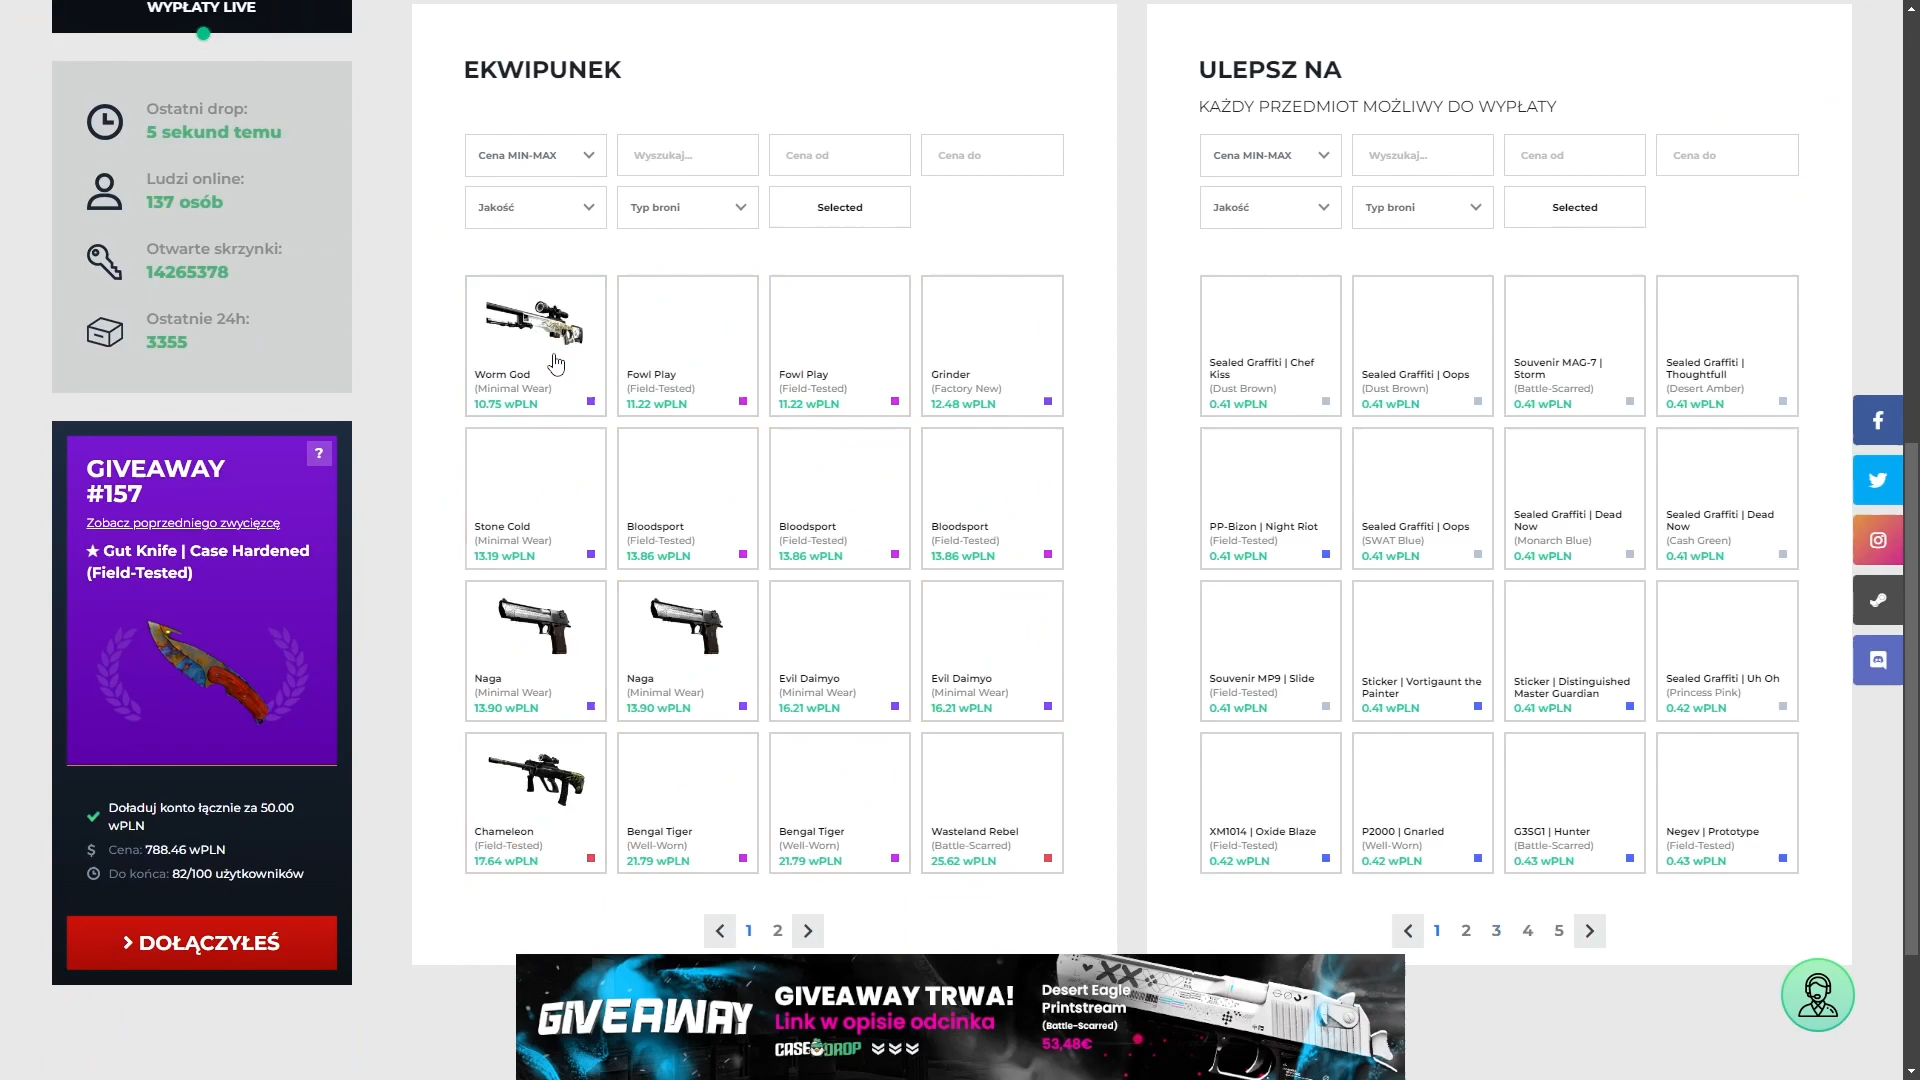 WYPŁATY LIVE
Ostatni drop:
5 sekund temu
Ludzi online:
137 osób
Otwarte skrzynki:
14265378
Ostatnie 24h:
3355
GIVEAWAY
#157
?
Zobacz poprzedniego zwycięzcę
★ Gut Knife | Case Hardened
(Field-Tested)
Doładuj konto łącznie za 50.00
wPLN
Cena: 788.46 wPLN
Do końca: 82/100 użytkowników
DOŁĄCZYŁEŚ
EKWIPUNEK
Cena MIN-MAX
Wyszukaj...
Cena od
Cena do
Jakość
Typ broni
Selected
Worm God
(Minimal Wear)
10.75 wPLN
Fowl Play
(Field-Tested)
11.22 wPLN
Fowl Play
(Field-Tested)
11.22 wPLN
Grinder
(Factory New)
12.48 wPLN
Stone Cold
(Minimal Wear)
13.19 wPLN
Bloodsport
(Field-Tested)
13.86 wPLN
Bloodsport
(Field-Tested)
13.86 wPLN
Bloodsport
(Field-Tested)
13.86 wPLN
Naga
(Minimal Wear)
13.90 wPLN
Naga
(Minimal Wear)
13.90 wPLN
Evil Daimyo
(Minimal Wear)
16.21 wPLN
Evil Daimyo
(Minimal Wear)
16.21 wPLN
Chameleon
(Field-Tested)
17.64 wPLN
Bengal Tiger
(Well-Worn)
21.79 wPLN
Bengal Tiger
(Well-Worn)
21.79 wPLN
Wasteland Rebel
(Battle-Scarred)
25.62 wPLN
1 2
ULEPSZ NA
KAŻDY PRZEDMIOT MOŻLIWY DO WYPŁATY
Cena MIN-MAX
Wyszukaj...
Cena od
Cena do
Jakość
Typ broni
Selected
Sealed Graffiti | Chef
Kiss
(Dust Brown)
0.41 wPLN
Sealed Graffiti | Oops
(Dust Brown)
0.41 wPLN
Souvenir MAG-7 |
Storm
(Battle-Scarred)
0.41 wPLN
Sealed Graffiti |
Thoughtfull
(Desert Amber)
0.41 wPLN
PP-Bizon | Night Riot
(Field-Tested)
0.41 wPLN
Sealed Graffiti | Oops
(SWAT Blue)
0.41 wPLN
Sealed Graffiti | Dead
Now
(Monarch Blue)
0.41 wPLN
Sealed Graffiti | Dead
Now
(Cash Green)
0.41 wPLN
Souvenir MP9 | Slide
(Field-Tested)
0.41 wPLN
Sticker | Vortigaunt the
Painter
0.41 wPLN
Sticker | Distinguished
Master Guardian
0.41 wPLN
Sealed Graffiti | Uh Oh
(Princess Pink)
0.42 wPLN
XM1014 | Oxide Blaze
(Field-Tested)
0.42 wPLN
P2000 | Gnarled
(Well-Worn)
0.42 wPLN
G3SG1 | Hunter
(Battle-Scarred)
0.43 wPLN
Negev | Prototype
(Field-Tested)
0.43 wPLN
1 2 3 4 5
GIVEAWAY
GIVEAWAY TRWA!
Link w opisie odcinka
CASEDROP
Desert Eagle
Printstream
(Battle-Scarred)
53,48€